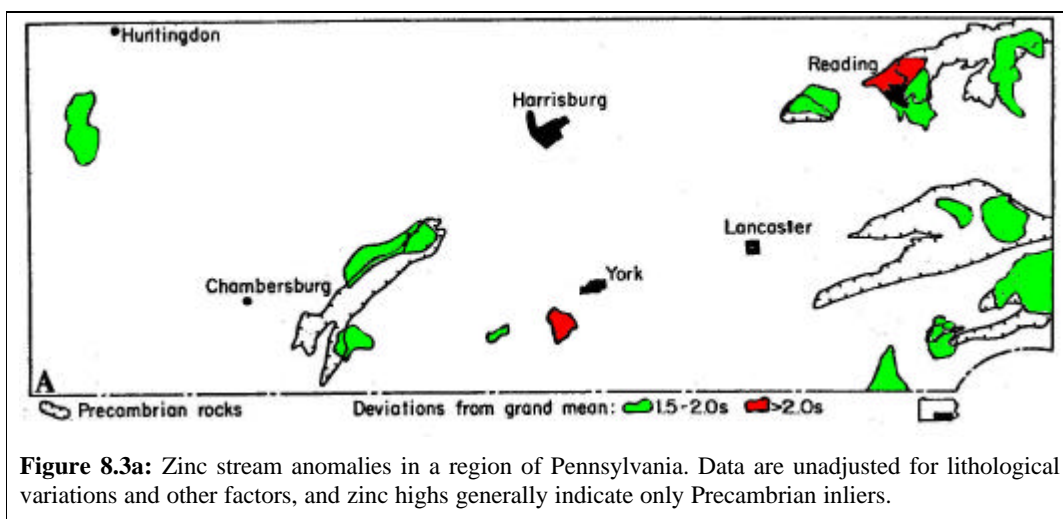 Huntingdon
Reading
Harrisburg
Lancaster
Chambersburg
York
A
Precambrian rocks Deviations from grand mean: 1.5-2.0s >2.0s
Figure 8.3a: Zinc stream anomalies in a region of Pennsylvania. Data are unadjusted for lithological
variations and other factors, and zinc highs generally indicate only Precambrian inliers.